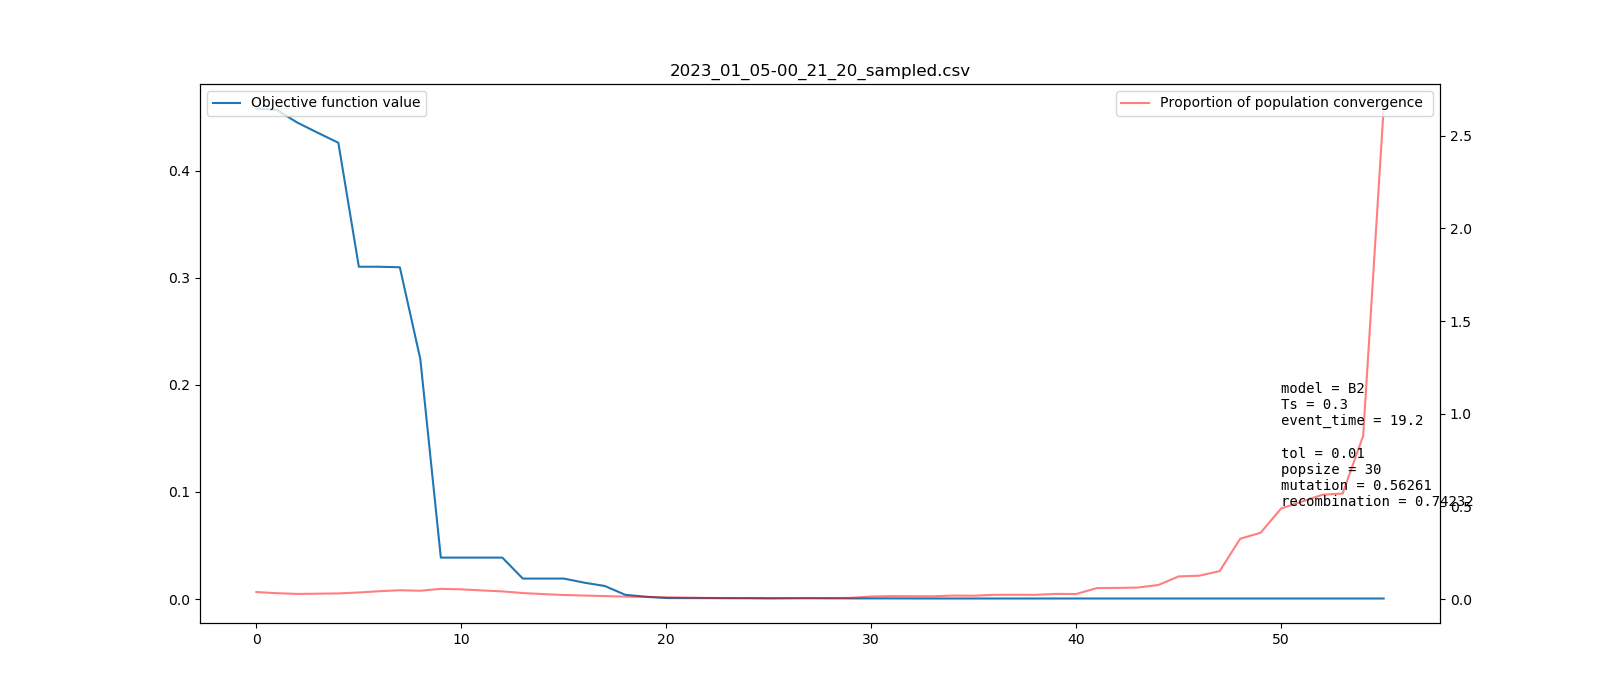 2023_01_05-00_21_20_sampled.csv
Objective function value
Proportion of population convergence
0.4
0.3
0.2
0.1
0.0
2.5
2.0
1.5
1.0
0.5
0.0
model = B2
Ts = 0.3
event_time = 19.2
tol = 0.01
popsize = 30
mutation = 0.56261
recombination = 0.74232
0 10 20 30 40 50